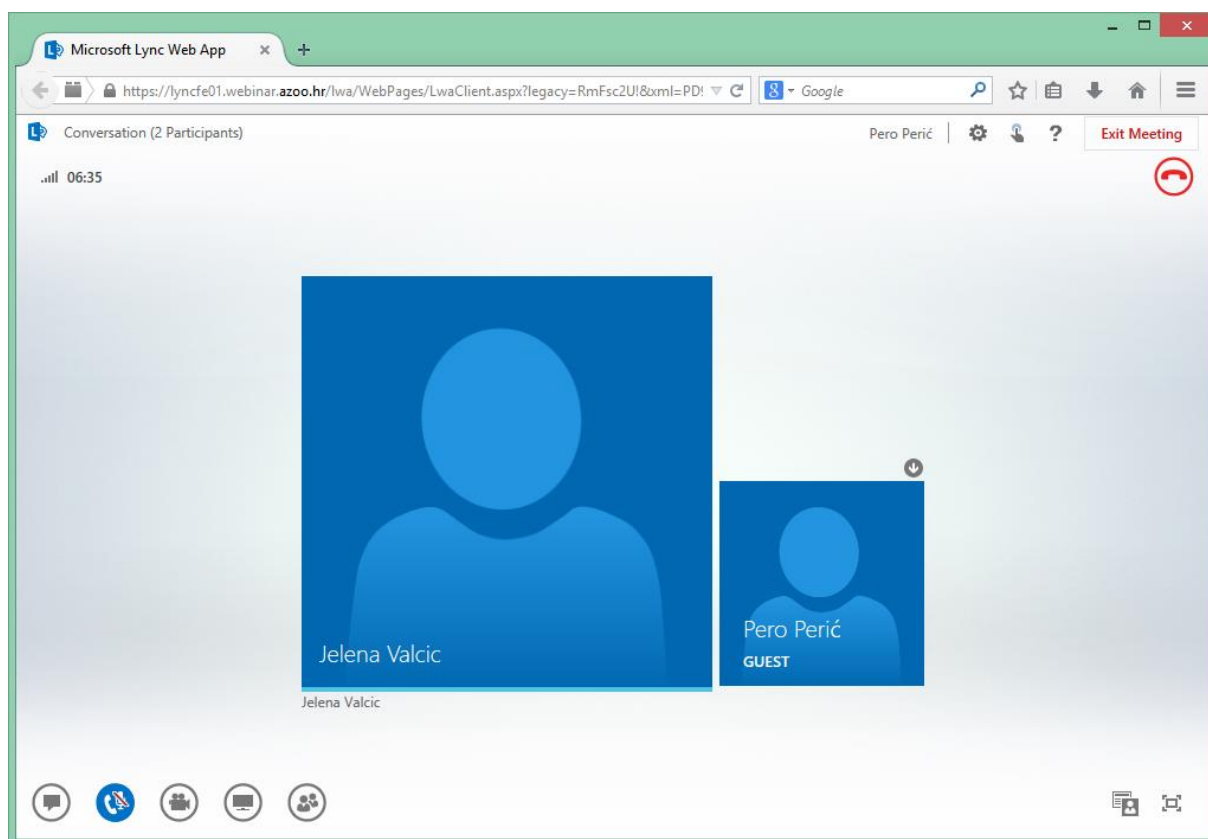 Microsoft Lync Web App
https://lyncfe01.webinar.azoo.hr/lwa/WebPages/LwaClient.aspx?legacy=RmFsc2U!&xml=PD! Google
Conversation (2 Participants) Pero Perić ? Exit Meeting
06:35
Jelena Valcic
Pero Perić
GUEST
Jelena Valcic